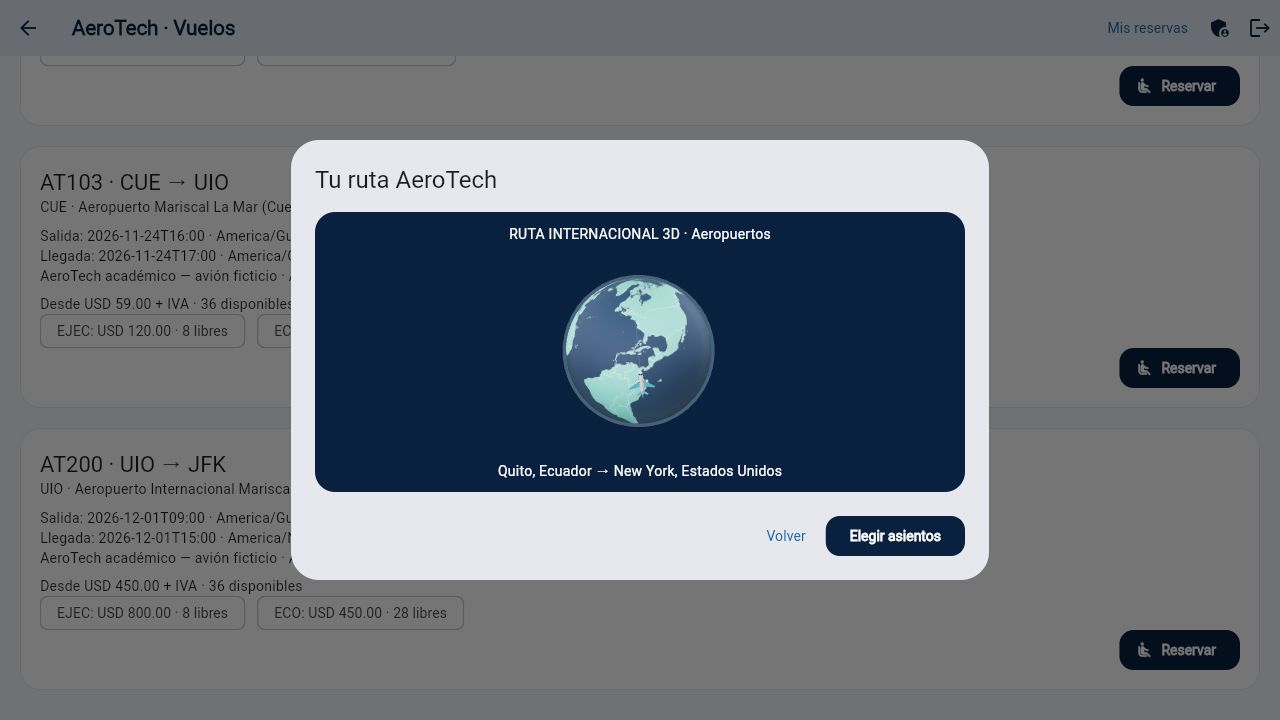 AeroTech · Vuelos
Mis reservas
Reservar
AT103 · CUE → UIO
CUE · Aeropuerto Mariscal La Mar (Cue
Salida: 2026-11-24T16:00 · America/Gu
Llegada: 2026-11-24T17:00 · America/G
AeroTech académico — avión ficticio ·
Desde USD 59.00 + IVA · 36 disponibles
EJEC: USD 120.00 · 8 libres
EC
Reservar
Tu ruta AeroTech
RUTA INTERNACIONAL 3D · Aeropuertos
Quito, Ecuador → New York, Estados Unidos
Volver
Elegir asientos
AT200 · UIO → JFK
UIO · Aeropuerto Internacional Marisca
Salida: 2026-12-01T09:00 · America/Gu
Llegada: 2026-12-01T15:00 · America/N
AeroTech académico — avión ficticio ·
Desde USD 450.00 + IVA · 36 disponibles
EJEC: USD 800.00 · 8 libres
ECO: USD 450.00 · 28 libres
Reservar